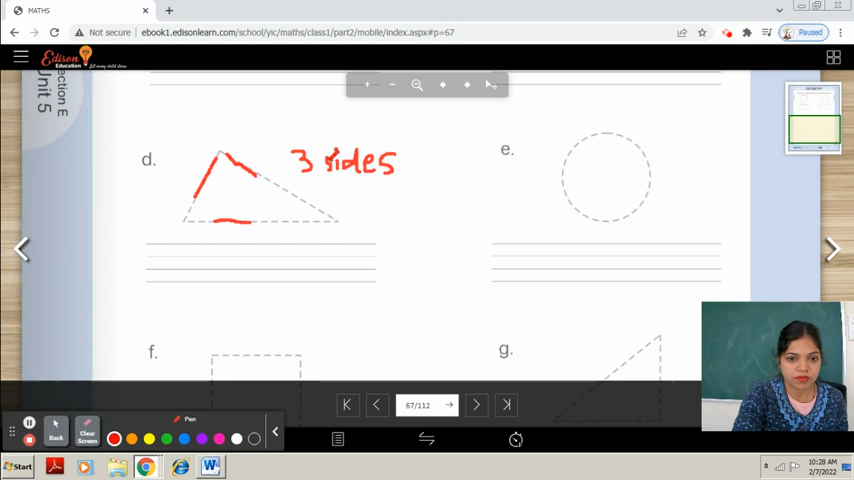 MATHS
Not secure
ebook1.edisonlearn.com/school/yic/maths/class1/part2/mobile/index.aspx#p=67
Paused
Edison
Education
Section E
Unit 5
d.
3 sides
e.
f.
g.
67/112
Pen
Back
Clear
Screen
Start
10:28 AM
2/7/2022